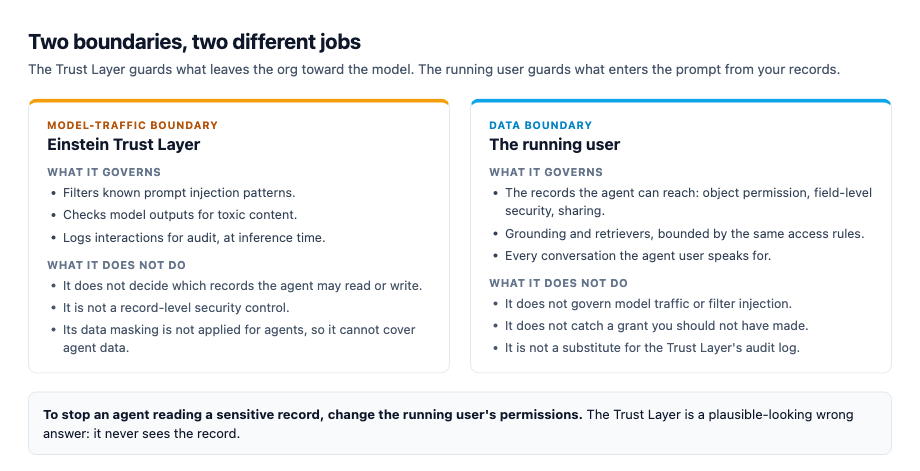 Two boundaries, two different jobs
The Trust Layer guards what leaves the org toward the model. The running user guards what enters the prompt from your records.
MODEL-TRAFFIC BOUNDARY
Einstein Trust Layer
WHAT IT GOVERNS
• Filters known prompt injection patterns.
• Checks model outputs for toxic content.
• Logs interactions for audit, at inference time.
WHAT IT DOES NOT DO
• It does not decide which records the agent may read or write.
• It is not a record-level security control.
• Its data masking is not applied for agents, so it cannot cover
agent data.
DATA BOUNDARY
The running user
WHAT IT GOVERNS
• The records the agent can reach: object permission, field-level
security, sharing.
• Grounding and retrievers, bounded by the same access rules.
• Every conversation the agent user speaks for.
WHAT IT DOES NOT DO
• It does not govern model traffic or filter injection.
• It does not catch a grant you should not have made.
• It is not a substitute for the Trust Layer's audit log.
To stop an agent reading a sensitive record, change the running user's permissions. The Trust Layer is a plausible-looking wrong
answer: it never sees the record.